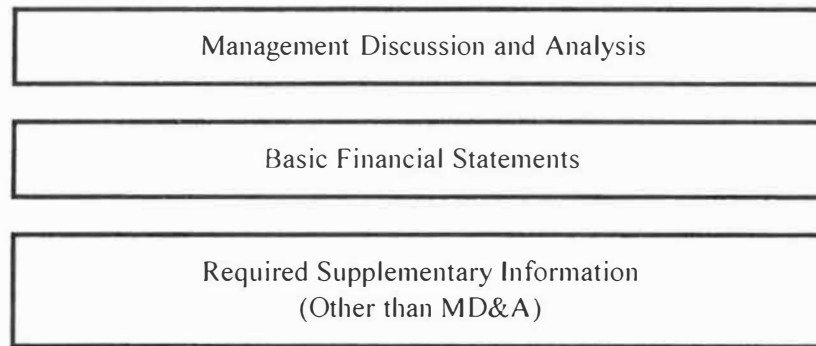 Management Discussion and Analysis
Basic Financial Statements
Required Supplementary Information
(Other than MD&A)